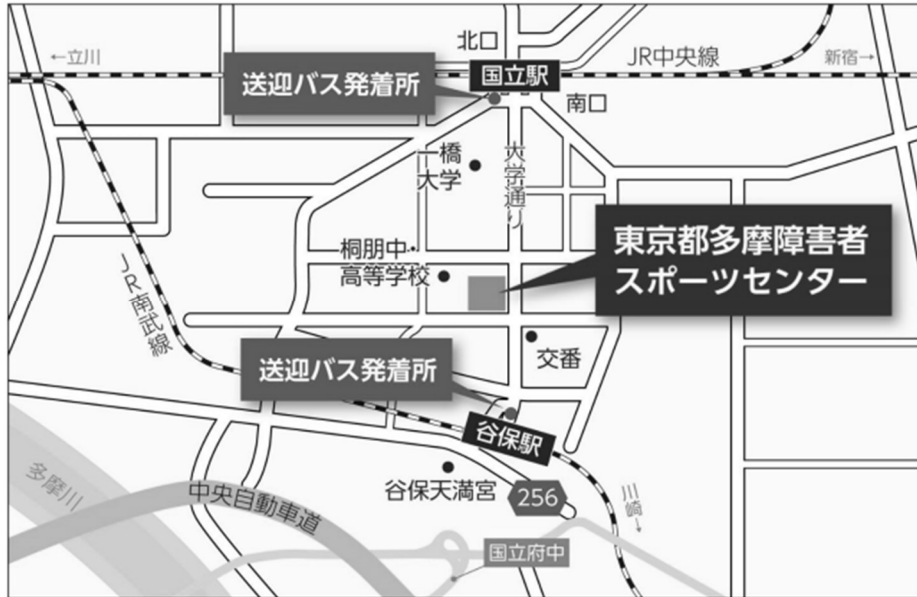 北口
←立川
JR中央線
新宿→
国立駅
送迎バス発着所
南口
一橋
大学
大学通り
東京都多摩障害者
スポーツセンター
桐朋中・
高等学校
JR南武線
交番
送迎バス発着所
谷保駅
谷保天満宮
256
多摩川
中央自動車道
川崎→
国立府中